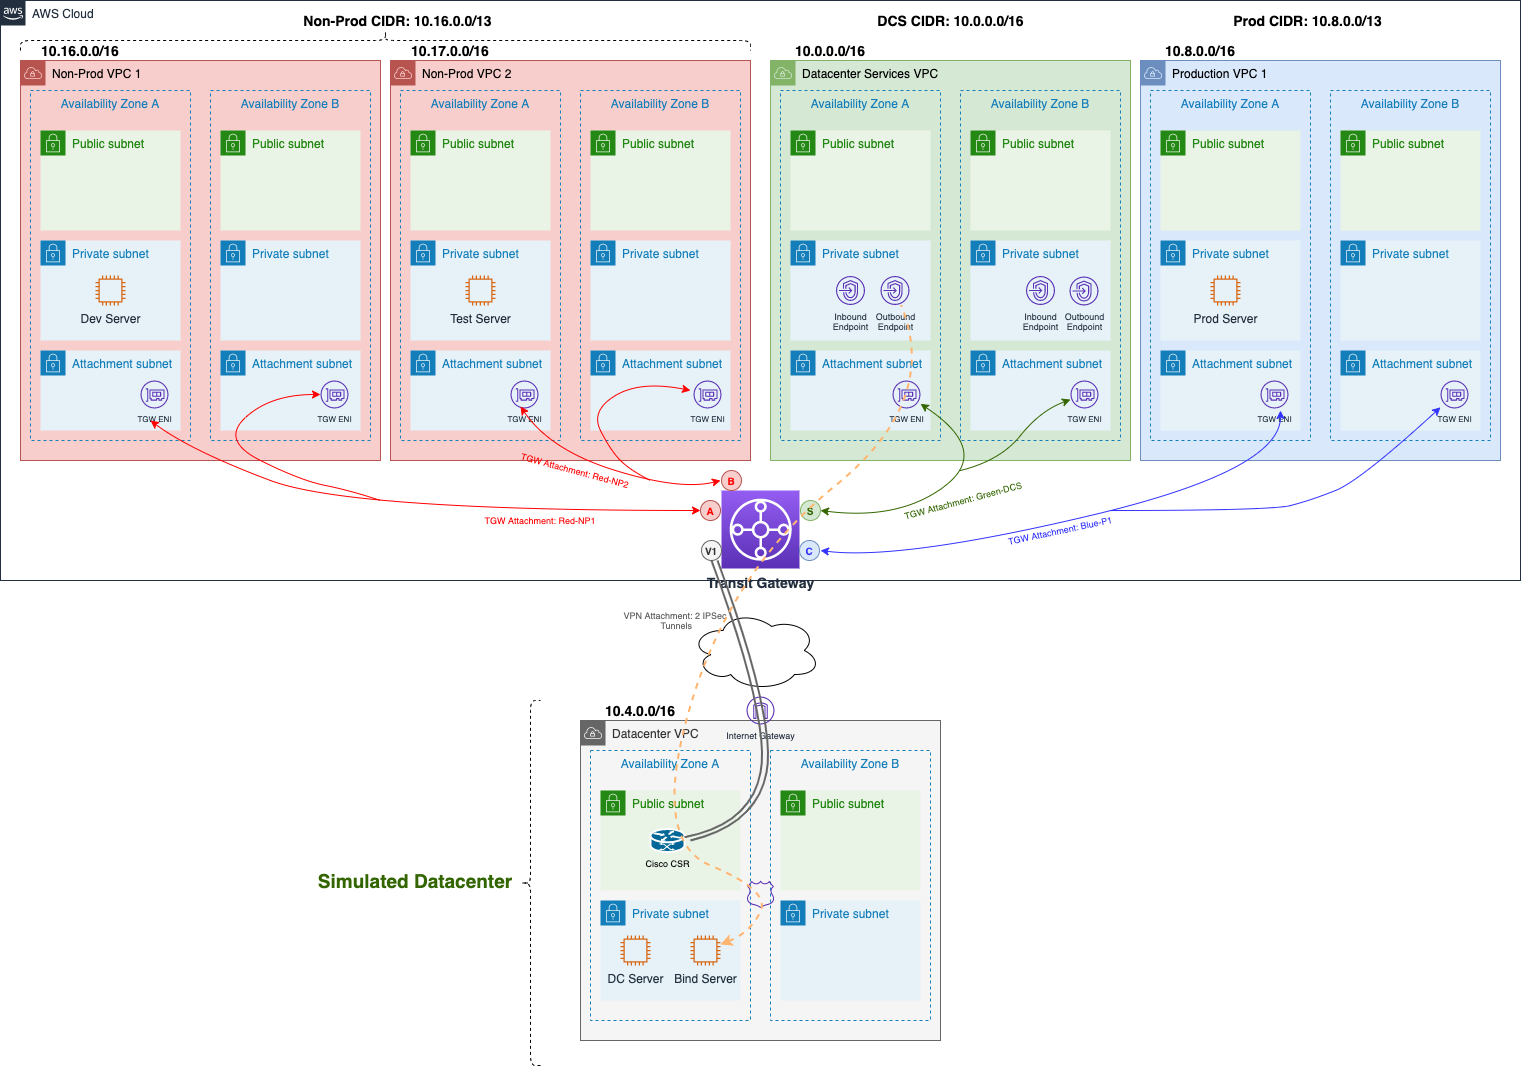 aws
AWS Cloud
Non-Prod CIDR: 10.16.0.0/13
DCS CIDR: 10.0.0.0/16
Prod CIDR: 10.8.0.0/13
10.16.0.0/16
10.17.0.0/16
10.0.0.0/16
10.8.0.0/16
Non-Prod VPC 1
Non-Prod VPC 2
Datacenter Services VPC
Production VPC 1
Availability Zone A
Availability Zone B
Availability Zone A
Availability Zone B
Availability Zone A
Availability Zone B
Availability Zone A
Availability Zone B
Public subnet
Public subnet
Public subnet
Public subnet
Public subnet
Public subnet
Public subnet
Public subnet
Private subnet
Private subnet
Private subnet
Private subnet
Private subnet
Private subnet
Private subnet
Private subnet
Dev Server
Test Server
Inbound
Endpoint
Outbound
Endpoint
Inbound
Endpoint
Outbound
Endpoint
Prod Server
Attachment subnet
Attachment subnet
Attachment subnet
Attachment subnet
Attachment subnet
Attachment subnet
Attachment subnet
Attachment subnet
TGW ENI
TGW ENI
TGW ENI
TGW ENI
TGW ENI
TGW ENI
TGW ENI
TGW ENI
TGW Attachment: Red-NP2
B
TGW Attachment: Green-DCS
A
S
TGW Attachment: Red-NP1
TGW Attachment: Blue-P1
V1
C
Transit Gateway
VPN Attachment: 2 IPSec
Tunnels
10.4.0.0/16
Datacenter VPC
Internet Gateway
Availability Zone A
Availability Zone B
Public subnet
Public subnet
Cisco CSR
Simulated Datacenter
Private subnet
Private subnet
DC Server
Bind Server